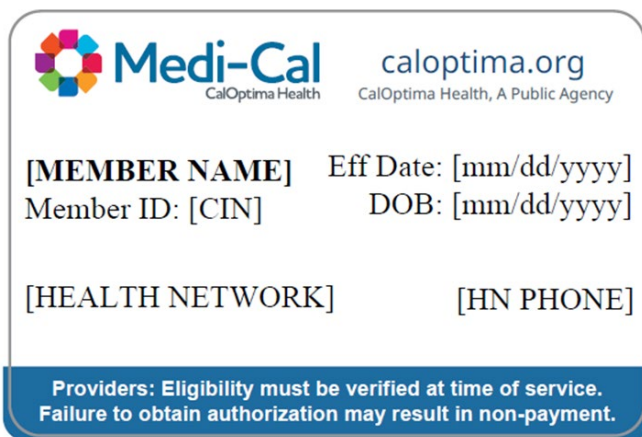 Medi-Cal
CalOptima Health
caloptima.org
CalOptima Health, A Public Agency
[MEMBER NAME]
Member ID: [CIN]
Eff Date: [mm/dd/yyyy]
DOB: [mm/dd/yyyy]
[HEALTH NETWORK]
[HN PHONE]
Providers: Eligibility must be verified at time of service.
Failure to obtain authorization may result in non-payment.